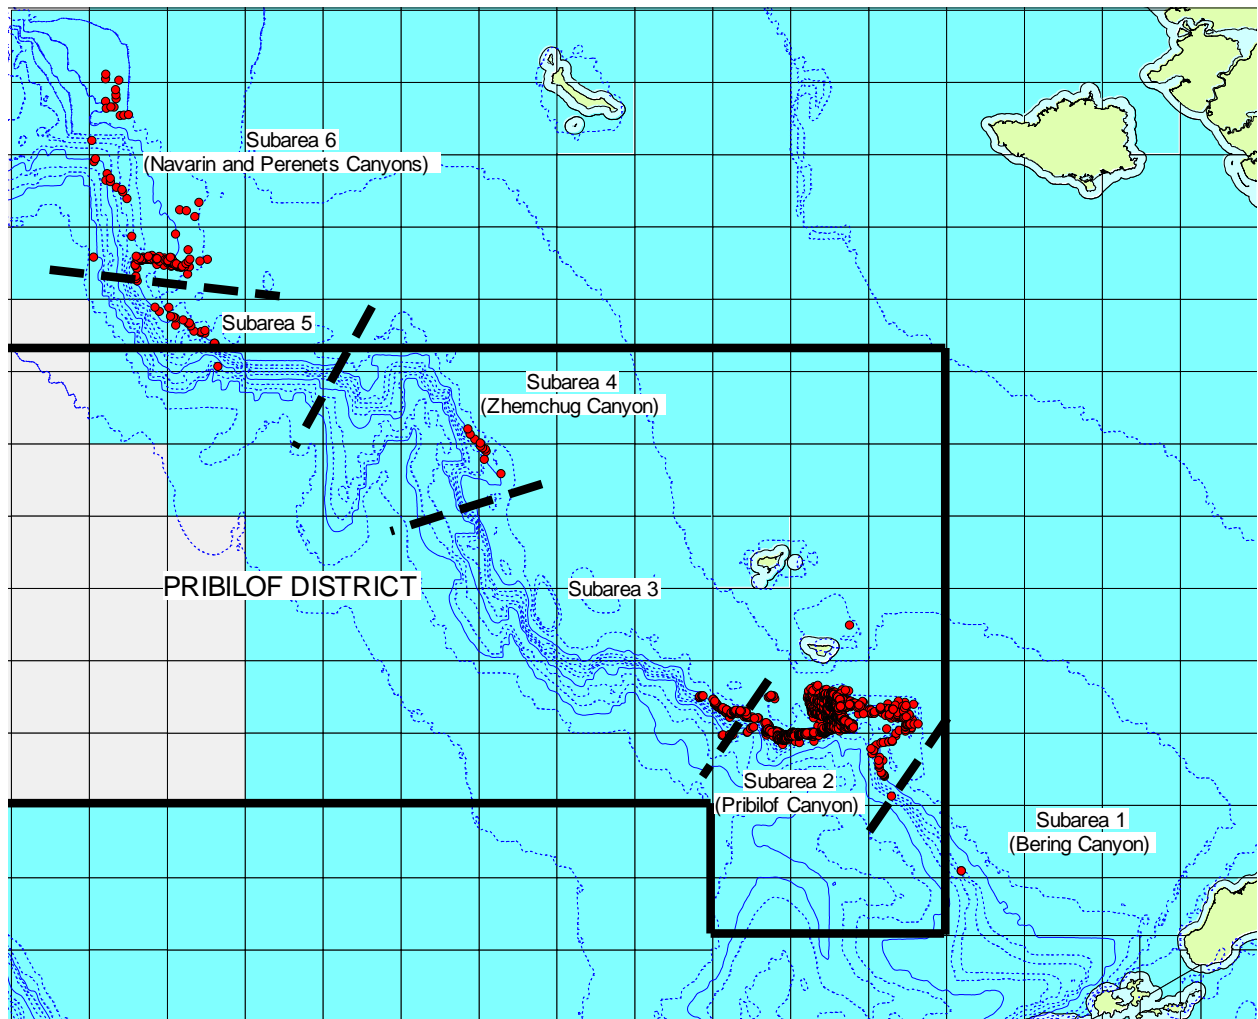 Subarea 6
(Navarin and Perenets Canyons)
Subarea 5
Subarea 4
(Zhemchug Canyon)
PRIBILOF DISTRICT
Subarea 3
Subarea 2
(Pribilof Canyon)
Subarea 1
(Bering Canyon)